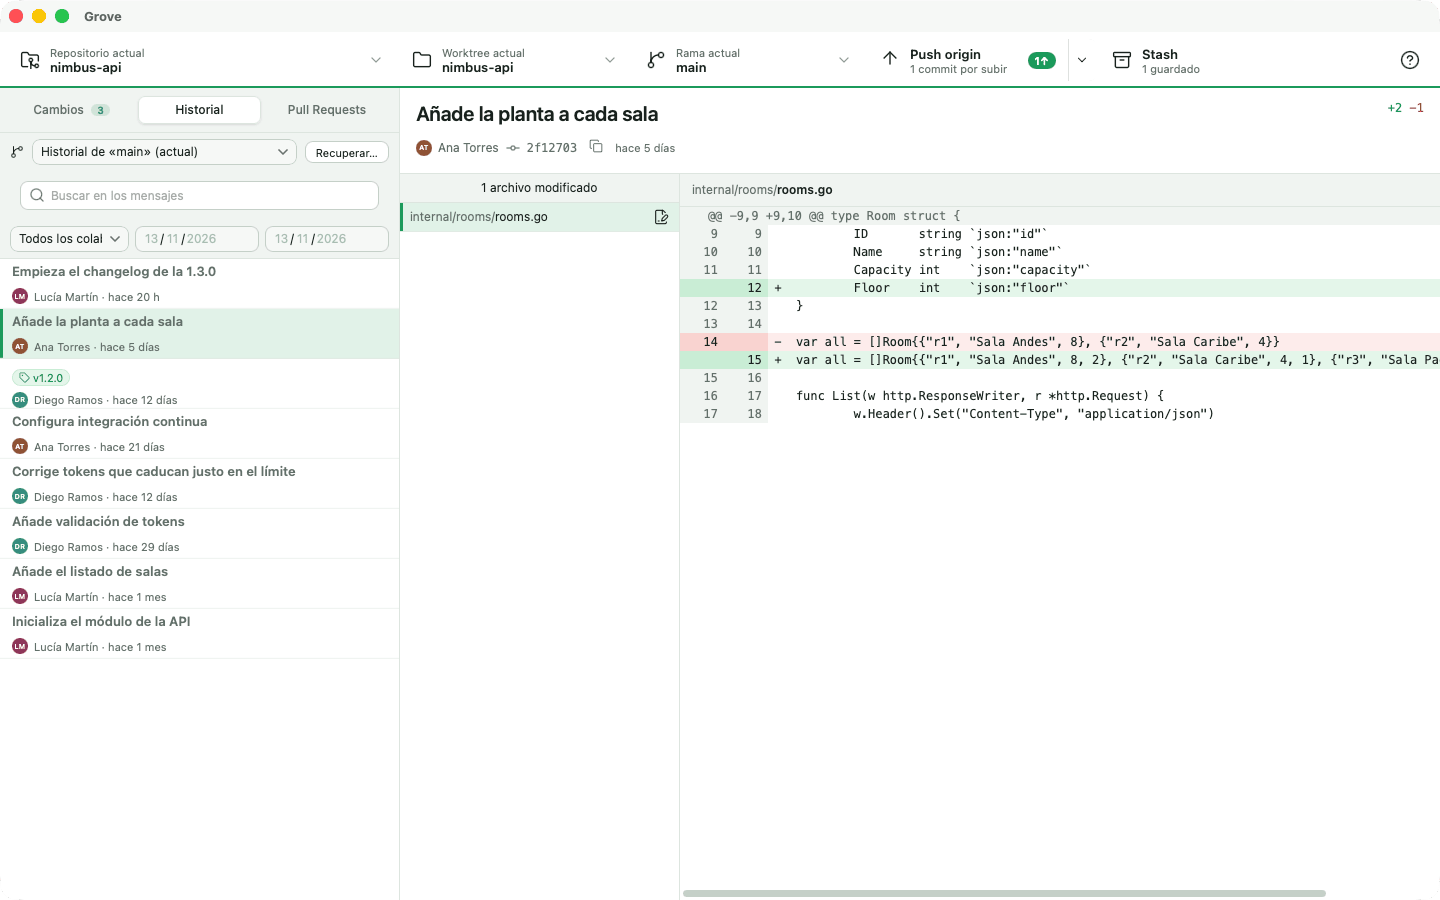 Grove
Repositorio actual
nimbus-api
Worktree actual
nimbus-api
Rama actual
main
Push origin
1 commit por subir
1↑
Stash
1 guardado
Cambios 3
Historial
Pull Requests
Historial de «main» (actual)
Recuperar...
Buscar en los mensajes
Todos los colal
13/11/2026
13/11/2026
Empieza el changelog de la 1.3.0
LM Lucía Martín · hace 20 h
Añade la planta a cada sala
AT Ana Torres · hace 5 días
v1.2.0
DR Diego Ramos · hace 12 días
Configura integración continua
AT Ana Torres · hace 21 días
Corrige tokens que caducan justo en el límite
DR Diego Ramos · hace 12 días
Añade validación de tokens
DR Diego Ramos · hace 29 días
Añade el listado de salas
LM Lucía Martín · hace 1 mes
Inicializa el módulo de la API
LM Lucía Martín · hace 1 mes
Añade la planta a cada sala
+2 −1
AT Ana Torres 2f12703 hace 5 días
1 archivo modificado
internal/rooms/rooms.go
internal/rooms/rooms.go
@@ −9,9 +9,10 @@ type Room struct {
9 9 ID string `json:"id"`
10 10 Name string `json:"name"`
11 11 Capacity int `json:"capacity"`
12 + Floor int `json:"floor"`
12 13 }
13 14
14 − var all = []Room{{"r1", "Sala Andes", 8}, {"r2", "Sala Caribe", 4}}
15 + var all = []Room{{"r1", "Sala Andes", 8, 2}, {"r2", "Sala Caribe", 4, 1}, {"r3", "Sala Pa
15 16
16 17 func List(w http.ResponseWriter, r *http.Request) {
17 18 w.Header().Set("Content-Type", "application/json")